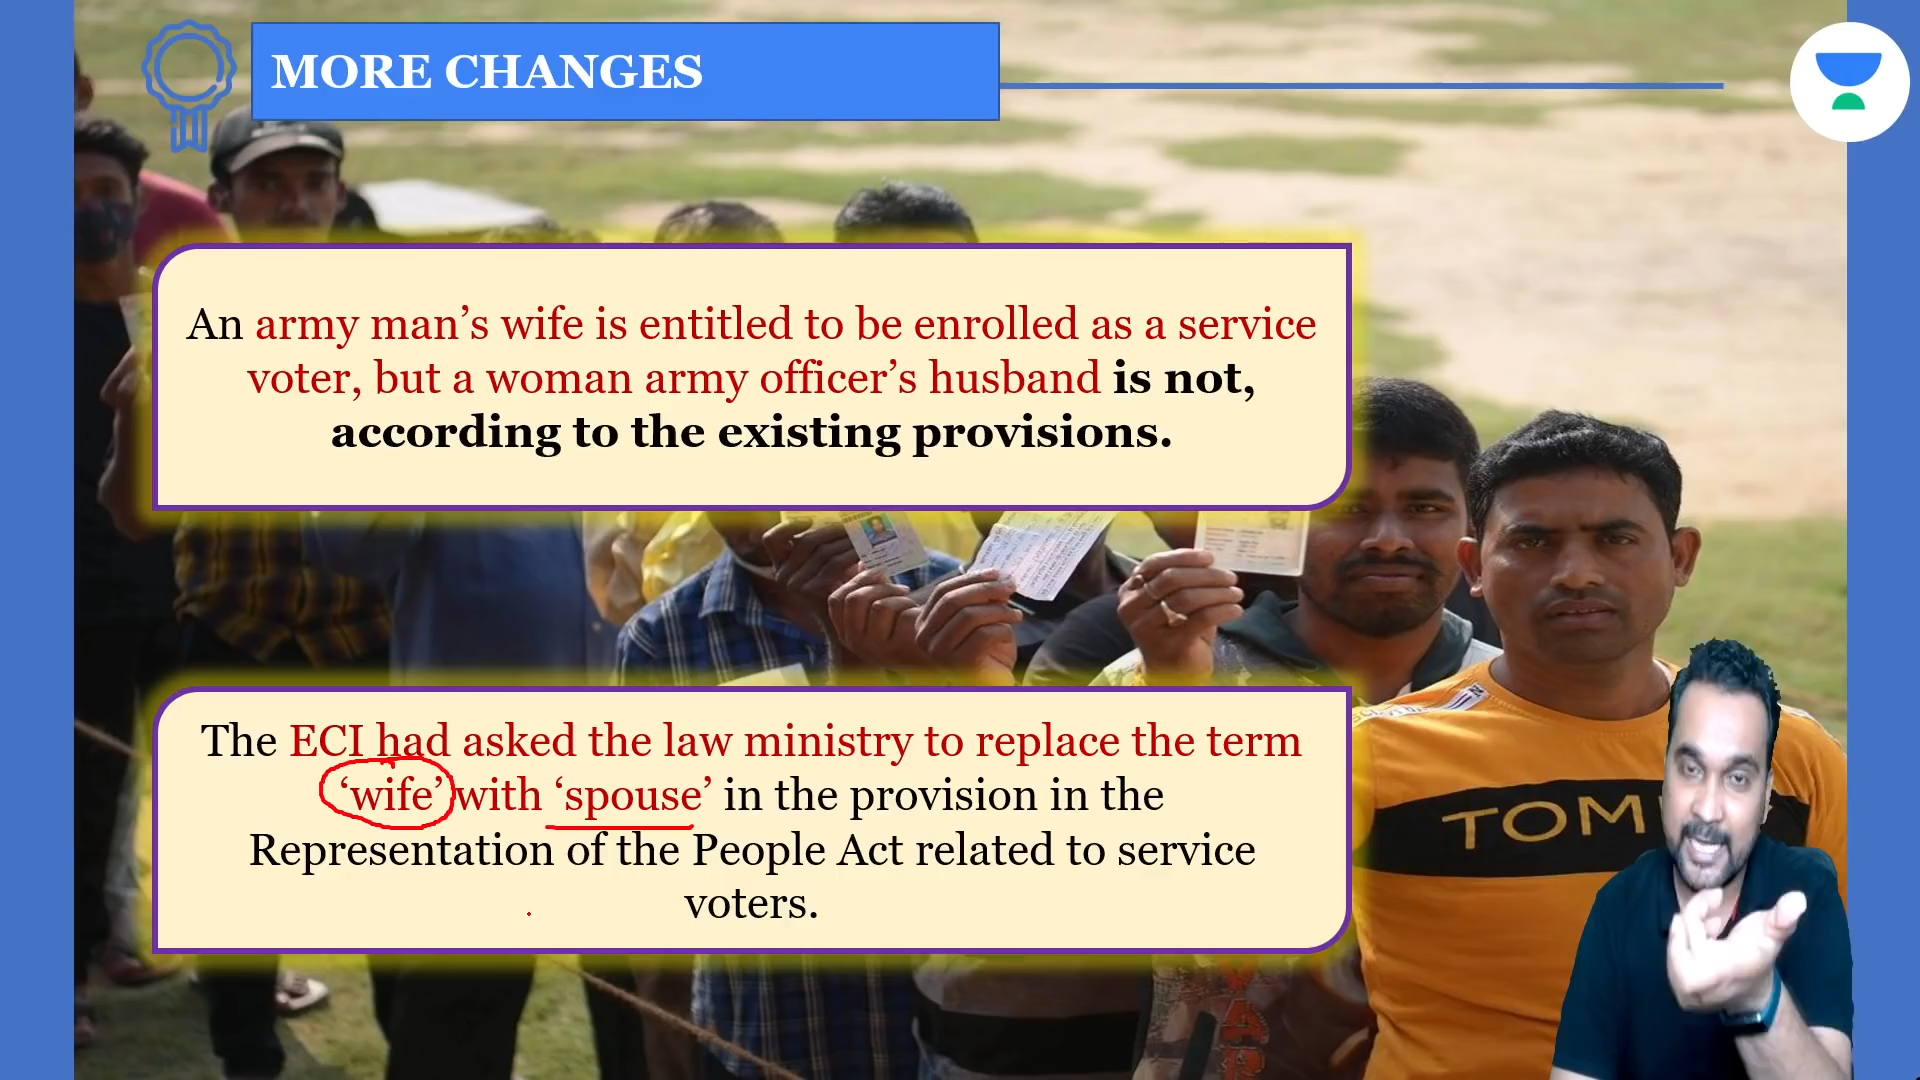 MORE CHANGES
An army man’s wife is entitled to be enrolled as a service
voter, but a woman army officer’s husband is not,
according to the existing provisions.
The ECI had asked the law ministry to replace the term
‘wife’ with ‘spouse’ in the provision in the
Representation of the People Act related to service
voters.